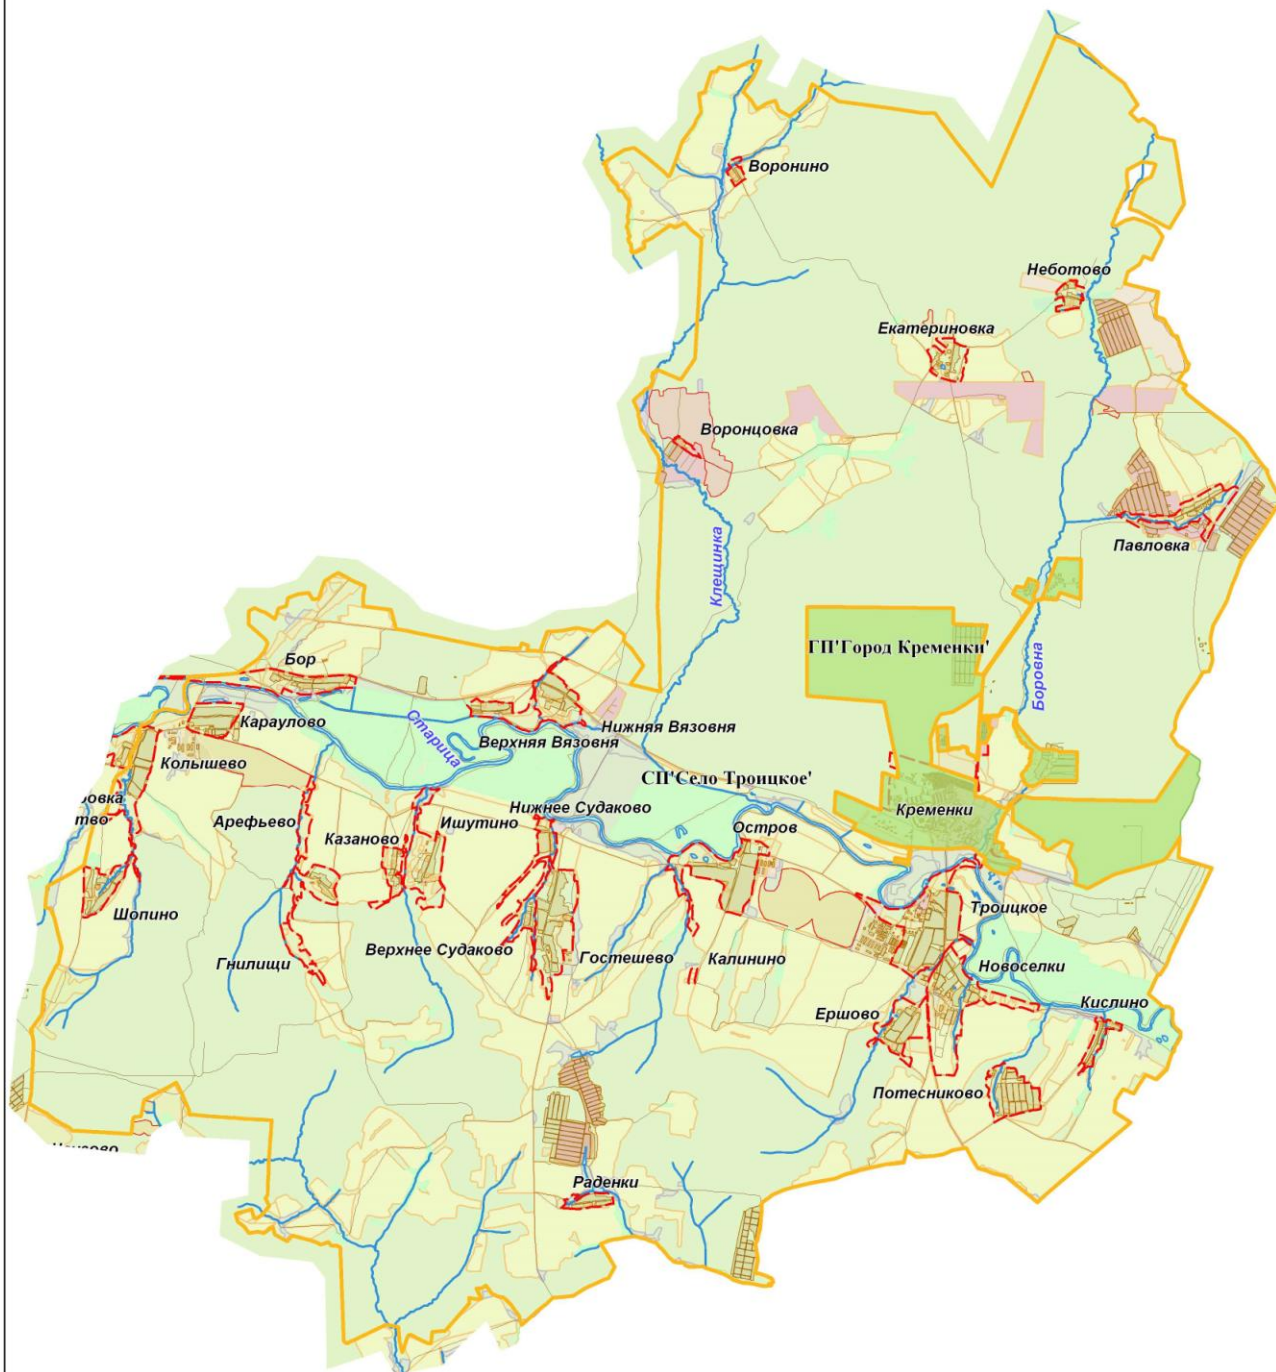 Воронино
Неботово
Екатериновка
Воронцовка
Павловка
Клещинка
ГП'Город Кременки'
Боровна
Бор
Караулово
Старица
Нижняя Вязовня
Верхняя Вязовня
Колышево
СП'Село Троицкое'
Нижнее Судаково
Кременки
Арефьево
Ишутино
Остров
Казаново
Шопино
Троицкое
Верхнее Судаково
Гостешево
Калинино
Гнилищи
Новоселки
Кислино
Ершово
Потесниково
Раденки